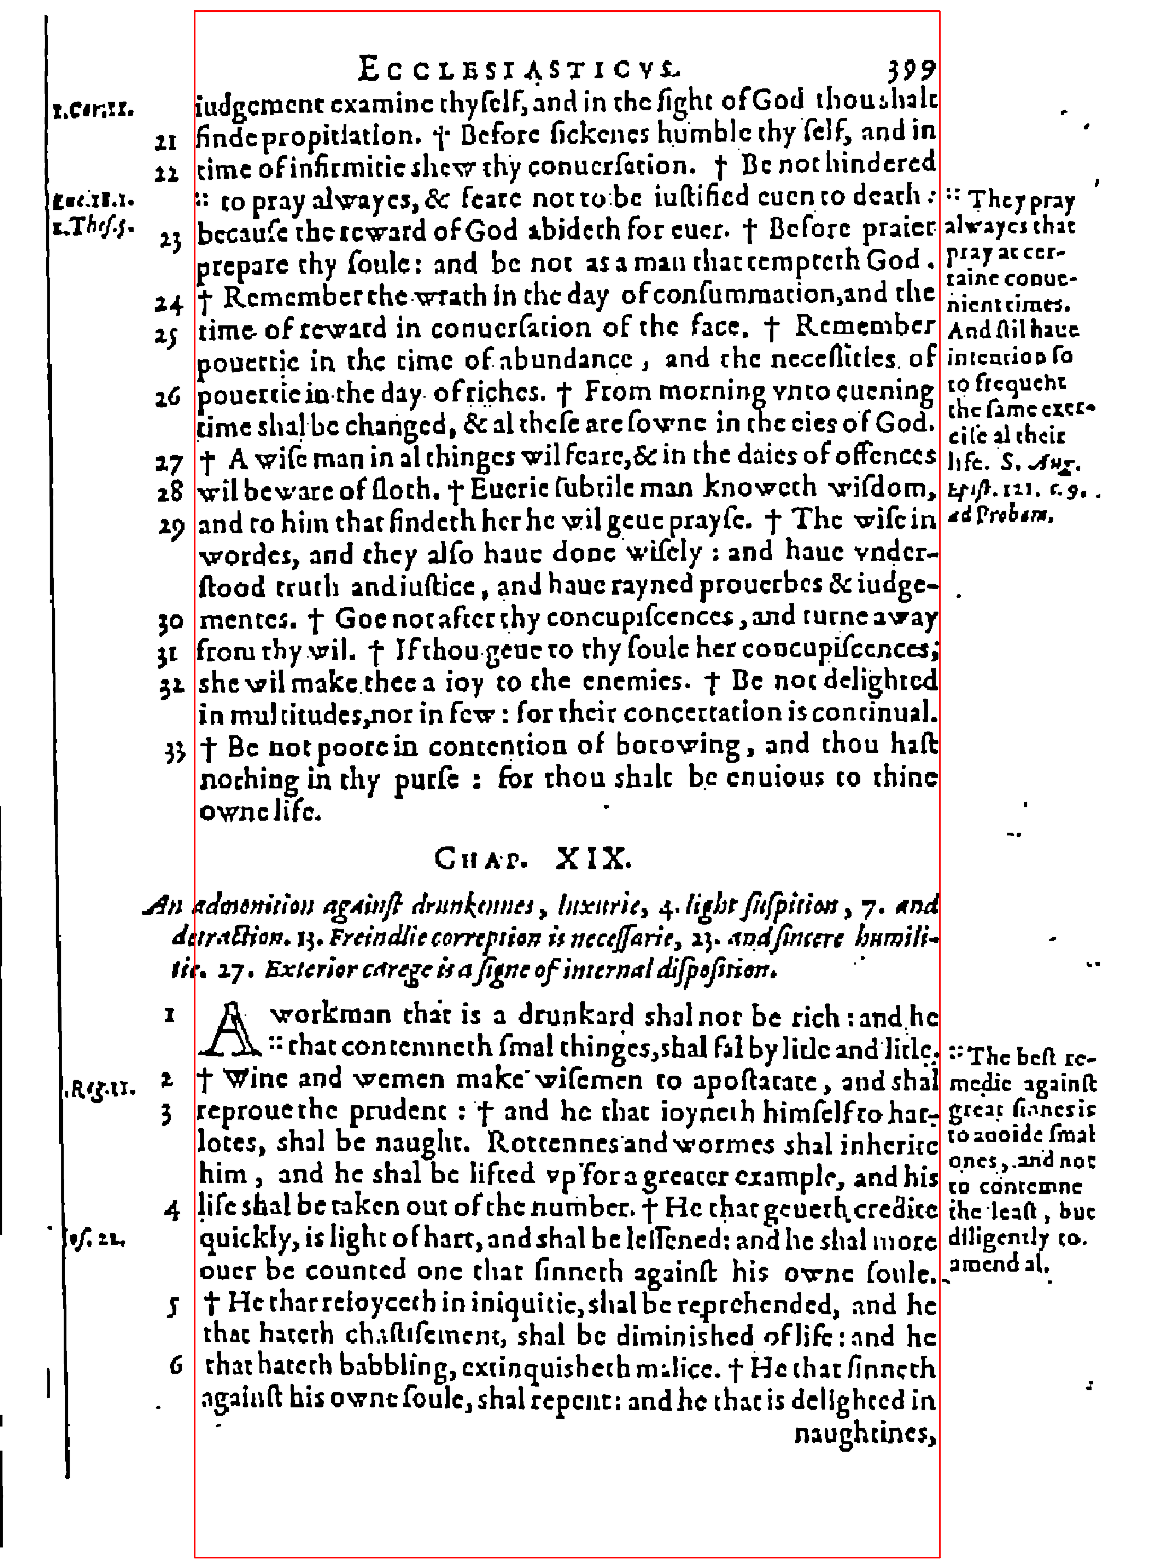 ECCLESIASTICVS. 399
1.Cor.11.
iudgement examine thyſelf, and in the ſight of God thou shalt
21 finde propitiation. † Before ſickenes humble thy ſelf, and in
22 time of infirmitie shew thy conuerſation. † Be not hindered
Luc.18.1.
1.Theſ.5.
:: to pray alwayes, & feare not to be iuſtified euen to death:
23 becauſe the reward of God abideth for euer. † Before praier
prepare thy ſoule: and be not as a man that tempteth God.
24 † Remember the wrath in the day of conſummation, and the
25 time of reward in conuerſation of the face. † Remember
pouertie in the time of abundance, and the neceſſities of
26 pouertie in the day of riches. † From morning vnto euening
time shal be changed, & al theſe are ſowne in the eies of God.
27 † A wiſe man in al thinges wil feare, & in the daies of offences
28 wil beware of ſloth. † Euerie ſubtile man knoweth wiſdom,
29 and to him that findeth her he wil geue prayſe. † The wiſe in
wordes, and they alſo haue done wiſely: and haue vnder-
ſtood truth and iuſtice, and haue rayned prouerbes & iudge-
30 mentes. † Goe not after thy concupiſcences, and turne away
31 from thy wil. † If thou geue to thy ſoule her concupiſcences;
32 she wil make thee a ioy to the enemies. † Be not delighted
in multitudes, nor in few: for their concertation is continual.
33 † Be not poore in contention of borowing, and thou haſt
nothing in thy purſe: for thou shalt be enuious to thine
owne life.
:: They pray
alwayes that
pray at cer-
taine conue-
nient times.
And ſtil haue
intention ſo
to frequent
the ſame exer-
ciſe al their
life. S. Aug.
Epiſt. 121. c. 9.
ad Probam.
CHAP. XIX.
An admonition againſt drunkennes, luxurie, 4. light ſuſpition, 7. and
detraction. 13. Freindlie correption is neceſſarie, 23. and ſincere humili-
tie. 27. Exterior carege is a ſigne of internal diſpoſition.
1 A workman that is a drunkard shal not be rich: and he
:: that contemneth ſmal thinges, shal fal by litle and litle.
2 † Wine and wemen make wiſemen to apoſtatate, and shal
.Reg.11.
3 reproue the prudent: † and he that ioyneth himſelf to har-
lotes, shal be naught. Rottennes and wormes shal inherite
him, and he shal be lifted vp for a greater example, and his
4 life shal be taken out of the number. † He that geueth credite
quickly, is light of hart, and shal be leſſened: and he shal more
oſ. 22.
ouer be counted one that ſinneth againſt his owne ſoule.
5 † He that reioyceth in iniquitie, shal be reprehended, and he
that hateth chaſtiſement, shal be diminished of life: and he
6 that hateth babbling, extinquisheth malice. † He that ſinneth
againſt his owne ſoule, shal repent: and he that is delighted in
naughtines,
:: The beſt re-
medie againſt
great ſinnes is
to auoide ſmal
ones, and not
to contemne
the leaſt, but
diligently to
amend al.